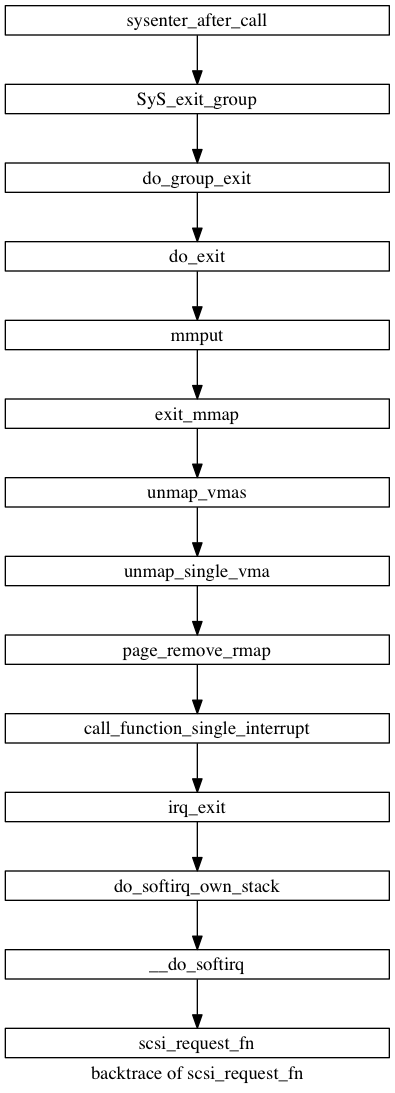 sysenter_after_call
SyS_exit_group
do_group_exit
do_exit
mmput
exit_mmap
unmap_vmas
unmap_single_vma
page_remove_rmap
call_function_single_interrupt
irq_exit
do_softirq_own_stack
__do_softirq
scsi_request_fn
backtrace of scsi_request_fn